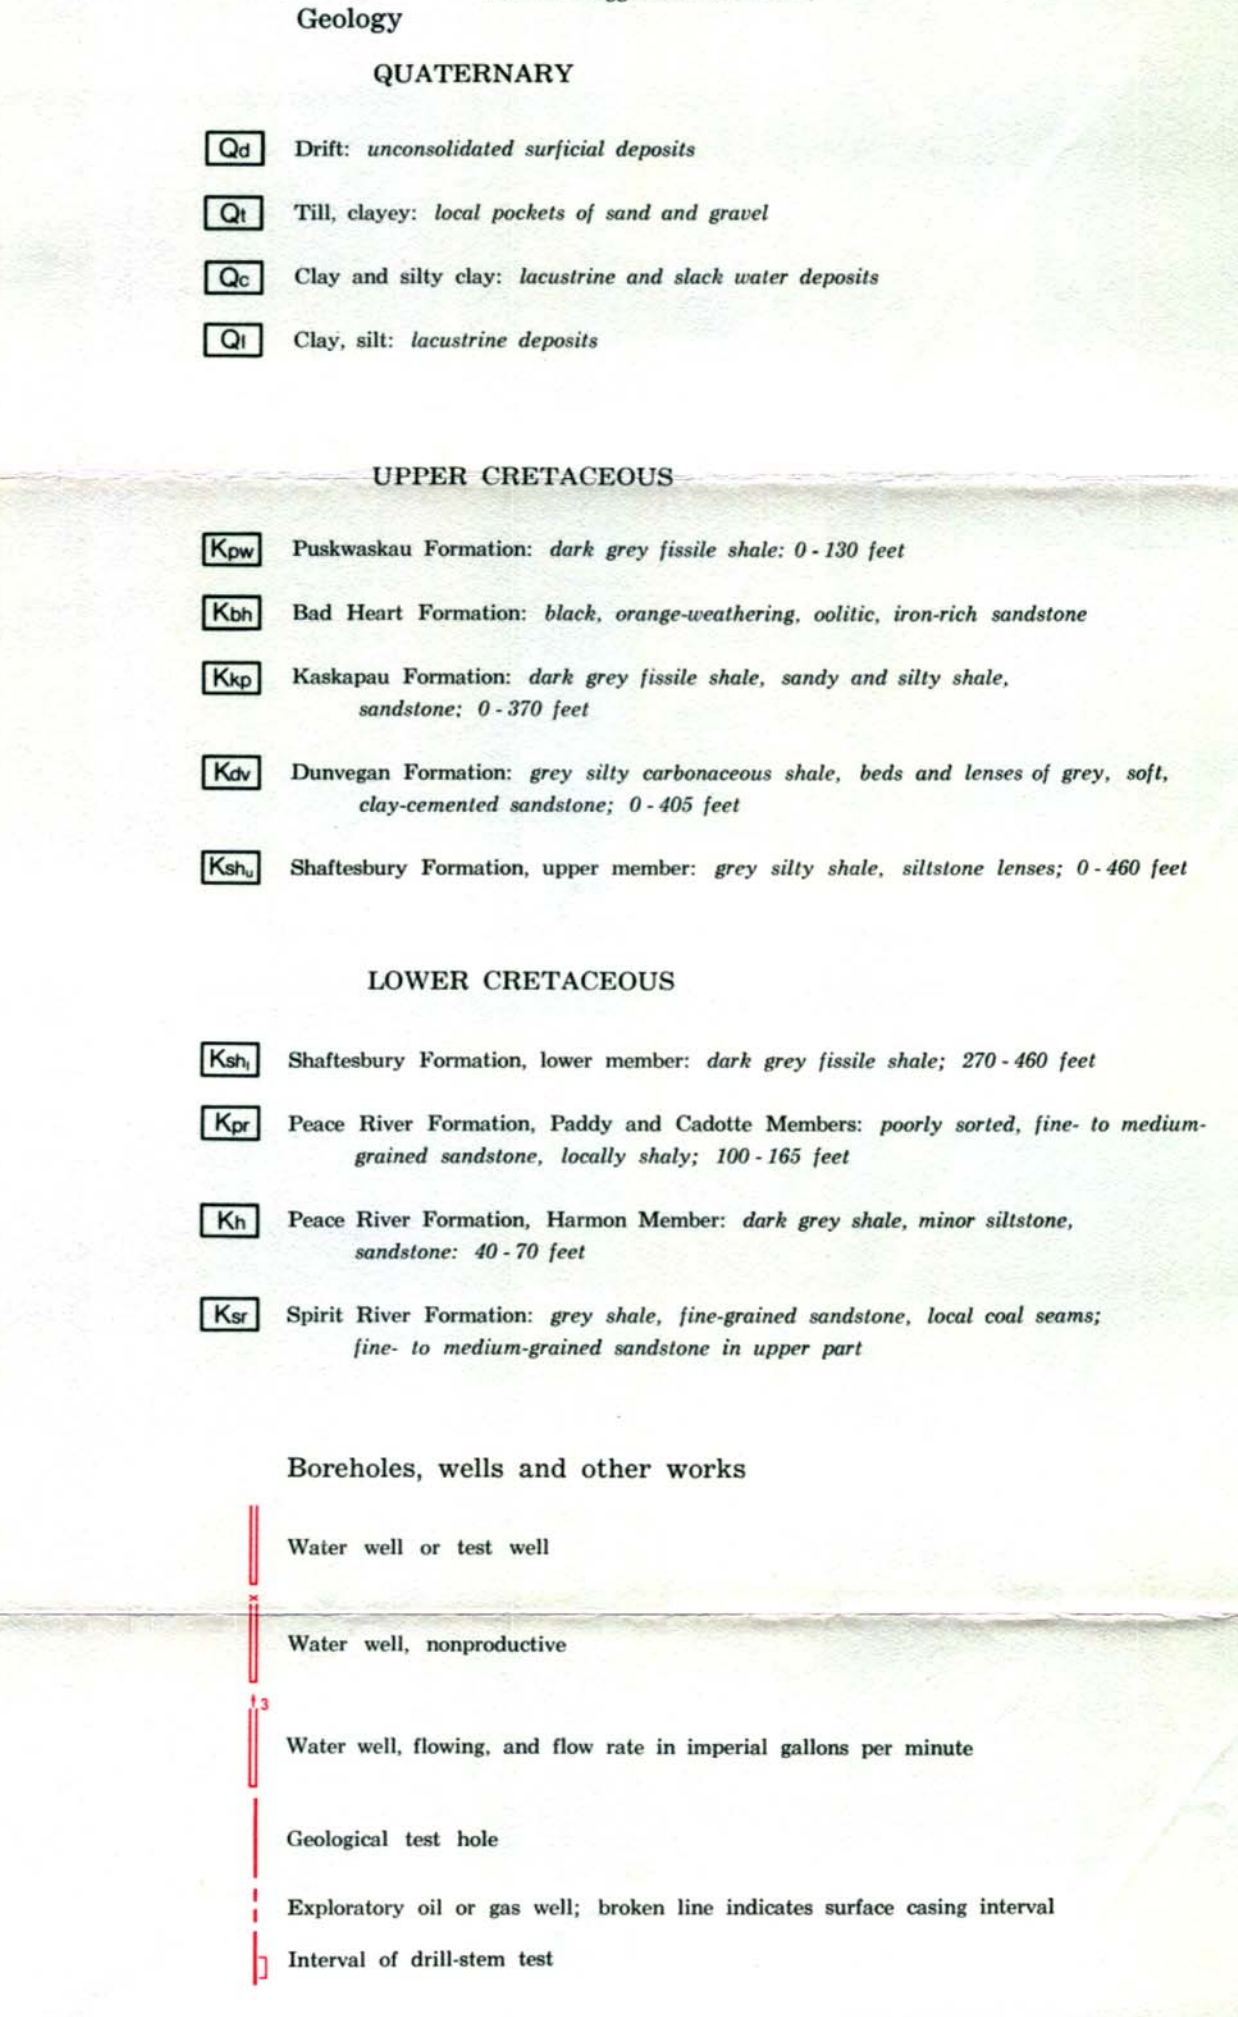 Geology
QUATERNARY
Qd Drift: unconsolidated surficial deposits
Qt Till, clayey: local pockets of sand and gravel
Qc Clay and silty clay: lacustrine and slack water deposits
Ql Clay, silt: lacustrine deposits
UPPER CRETACEOUS
Kpw Puskwaskau Formation: dark grey fissile shale; 0 - 130 feet
Kbh Bad Heart Formation: black, orange-weathering, oolitic, iron-rich sandstone
Kkp Kaskapau Formation: dark grey fissile shale, sandy and silty shale,
sandstone; 0 - 370 feet
Kdv Dunvegan Formation: grey silty carbonaceous shale, beds and lenses of grey, soft,
clay-cemented sandstone; 0 - 405 feet
Kshu Shaftesbury Formation, upper member: grey silty shale, siltstone lenses; 0 - 460 feet
LOWER CRETACEOUS
Kshl Shaftesbury Formation, lower member: dark grey fissile shale; 270 - 460 feet
Kpr Peace River Formation, Paddy and Cadotte Members: poorly sorted, fine- to medium-
grained sandstone, locally shaly; 100 - 165 feet
Kh Peace River Formation, Harmon Member: dark grey shale, minor siltstone,
sandstone: 40 - 70 feet
Ksr Spirit River Formation: grey shale, fine-grained sandstone, local coal seams;
fine- to medium-grained sandstone in upper part
Boreholes, wells and other works
Water well or test well
Water well, nonproductive
3
Water well, flowing, and flow rate in imperial gallons per minute
Geological test hole
Exploratory oil or gas well; broken line indicates surface casing interval
Interval of drill-stem test